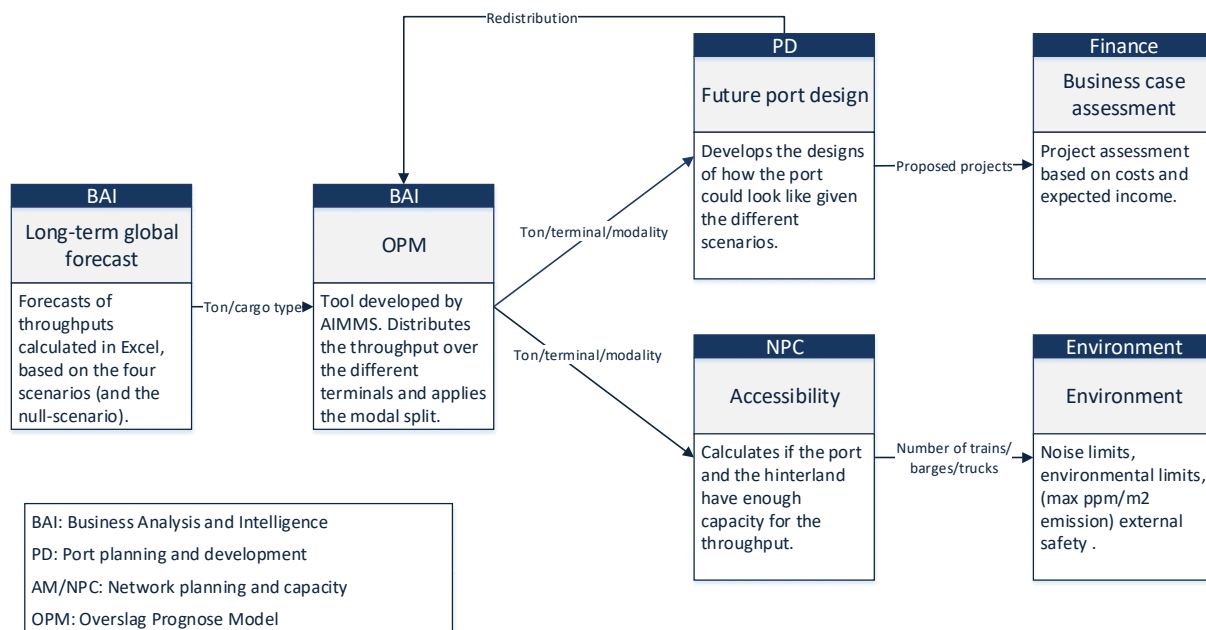 Redistribution
BAI
Long-term global
forecast
Forecasts of
throughputs
calculated in Excel,
based on the four
scenarios (and the
null-scenario).
Ton/cargo type
BAI
OPM
Tool developed by
AIMMS. Distributes
the throughput over
the different
terminals and applies
the modal split.
Ton/terminal/modality
Ton/terminal/modality
PD
Future port design
Develops the designs
of how the port
could look like given
the different
scenarios.
Proposed projects
Finance
Business case
assessment
Project assessment
based on costs and
expected income.
NPC
Accessibility
Calculates if the port
and the hinterland
have enough
capacity for the
throughput.
Number of trains/
barges/trucks
Environment
Environment
Noise limits,
environmental limits,
(max ppm/m2
emission) external
safety .
BAI: Business Analysis and Intelligence
PD: Port planning and development
AM/NPC: Network planning and capacity
OPM: Overslag Prognose Model